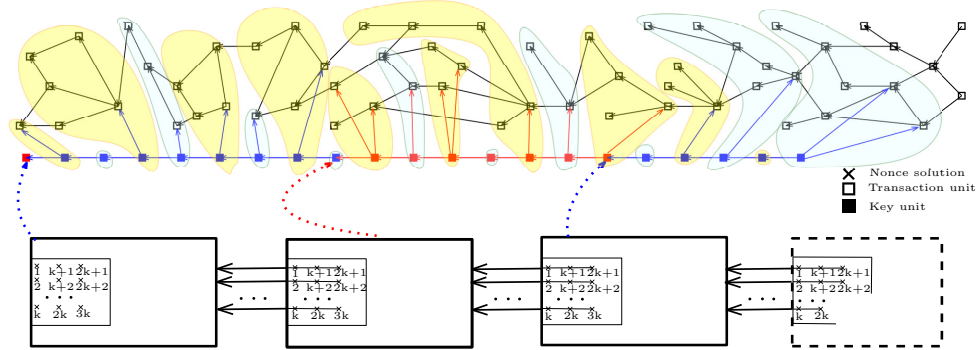 Nonce solution
Transaction unit
Key unit
1 k+1 2k+1
2 k+2 2k+2
k 2k 3k
1 k+1 2k+1
2 k+2 2k+2
k 2k 3k
1 k+1 2k+1
2 k+2 2k+2
k 2k 3k
1 k+1 2k+1
2 k+2 2k+2
k 2k